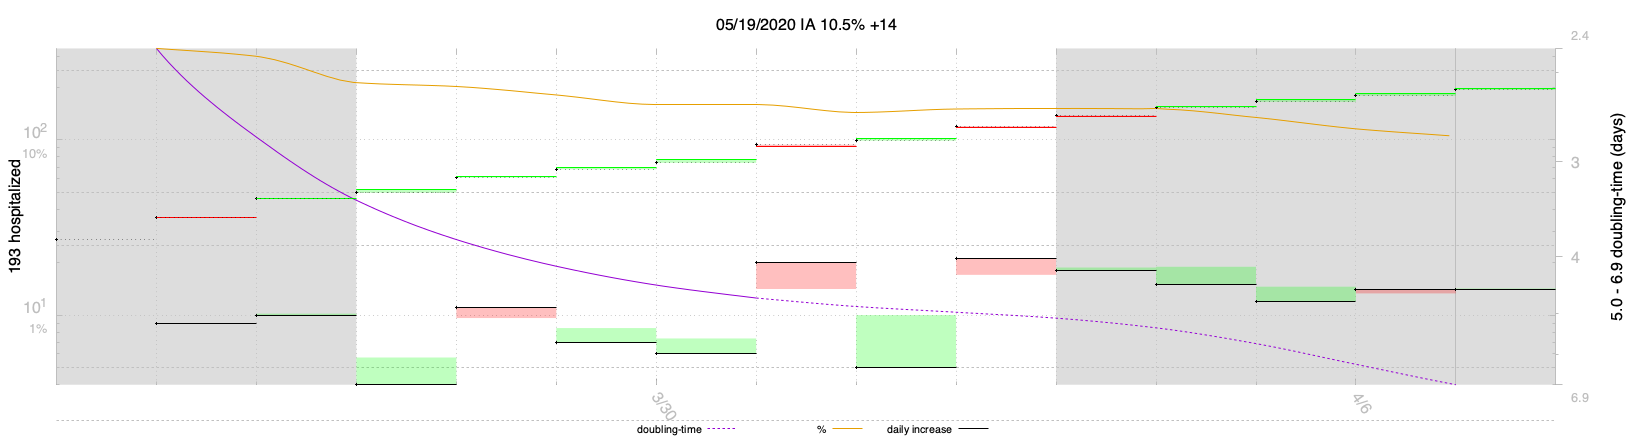 05/19/2020 IA 10.5% +14
2.4
10²
10%
3
193 hospitalized
5.0 - 6.9 doubling-time (days)
4
10¹
1%
6.9
3/30
4/6
doubling-time
%
daily increase